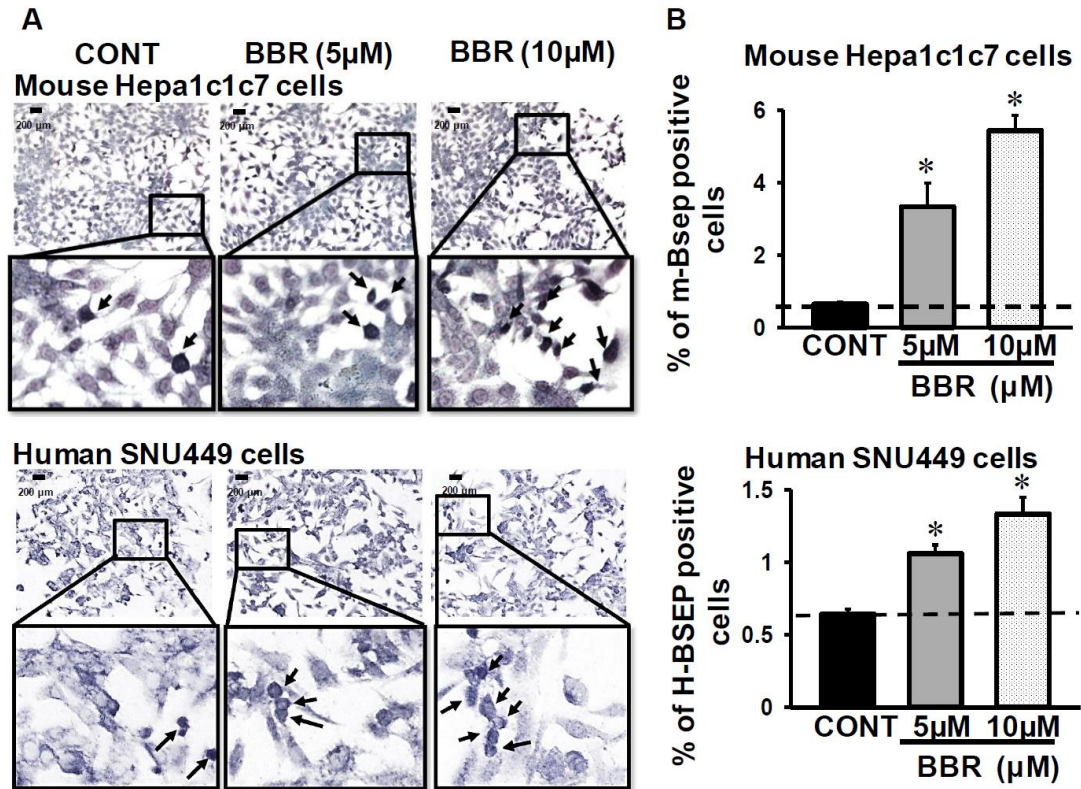 A
CONT BBR (5µM) BBR (10µM)
Mouse Hepa1c1c7 cells
200 µm 200 µm 200 µm
Human SNU449 cells
200 µm 200 µm 200 µm
B
Mouse Hepa1c1c7 cells
% of m-Bsep positive
cells
6
4
2
0
* *
CONT 5µM 10µM
BBR (µM)
Human SNU449 cells
% of H-BSEP positive
cells
1.5
1
0.5
0
* *
CONT 5µM 10µM
BBR (µM)